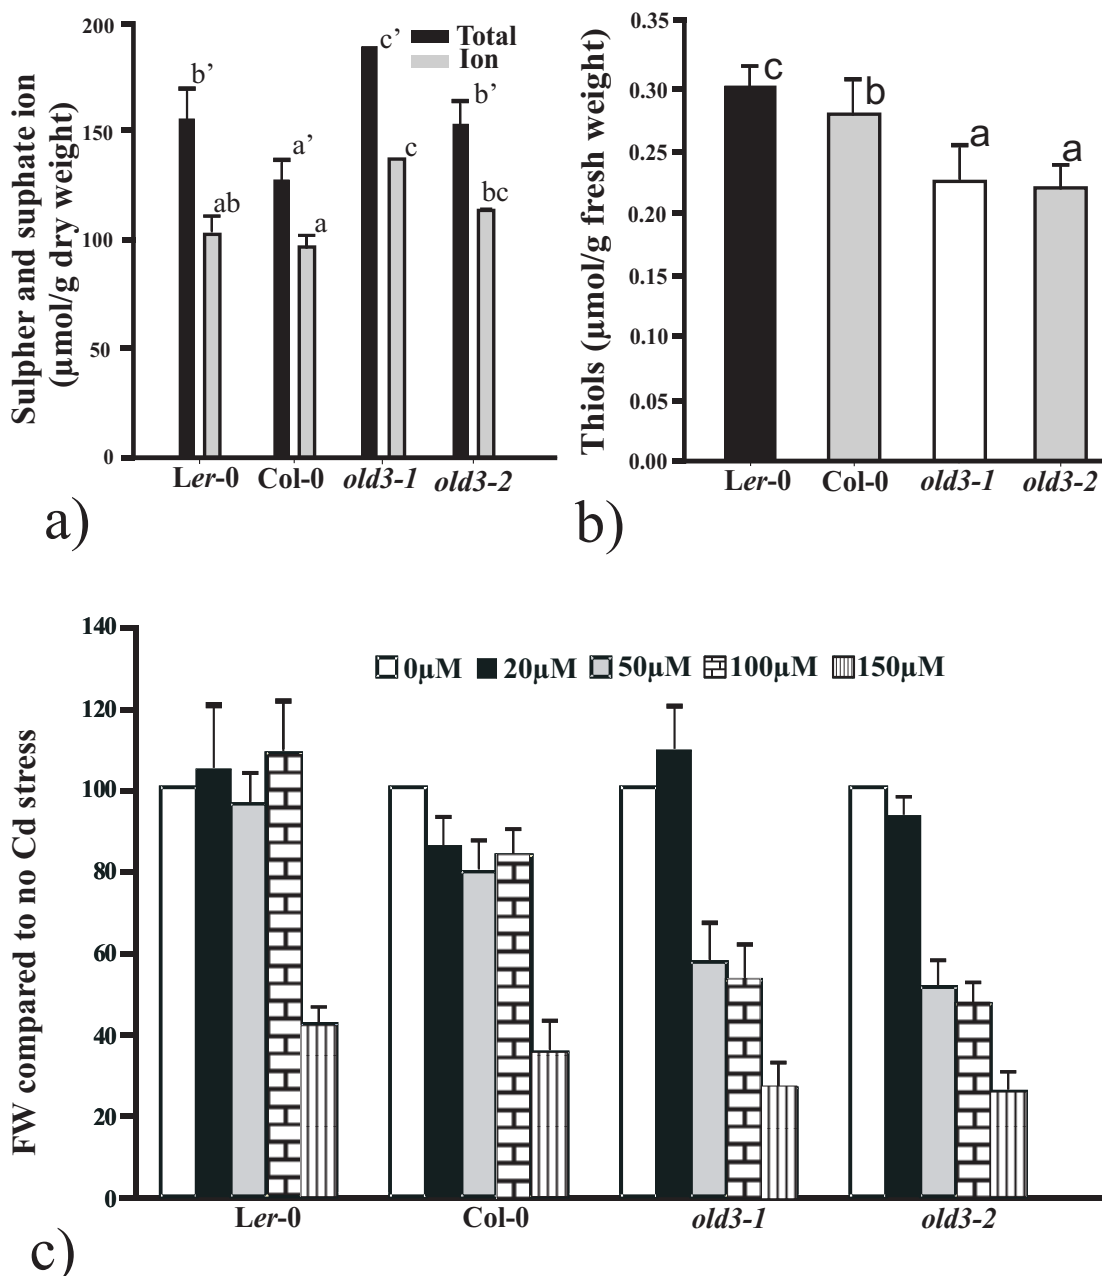 200
150
100
50
0
Sulpher and suphate ion
(μmol/g dry weight)
Total
Ion
b’
ab
a’
a
c’
c
b’
bc
Ler-0 Col-0 old3-1 old3-2
a)
0.35
0.30
0.25
0.20
0.15
0.10
0.05
0.00
Thiols (μmol/g fresh weight)
c
b
a
a
Ler-0 Col-0 old3-1 old3-2
b)
140
120
100
80
60
40
20
0
FW compared to no Cd stress
0μM 20μM 50μM 100μM 150μM
Ler-0 Col-0 old3-1 old3-2
c)